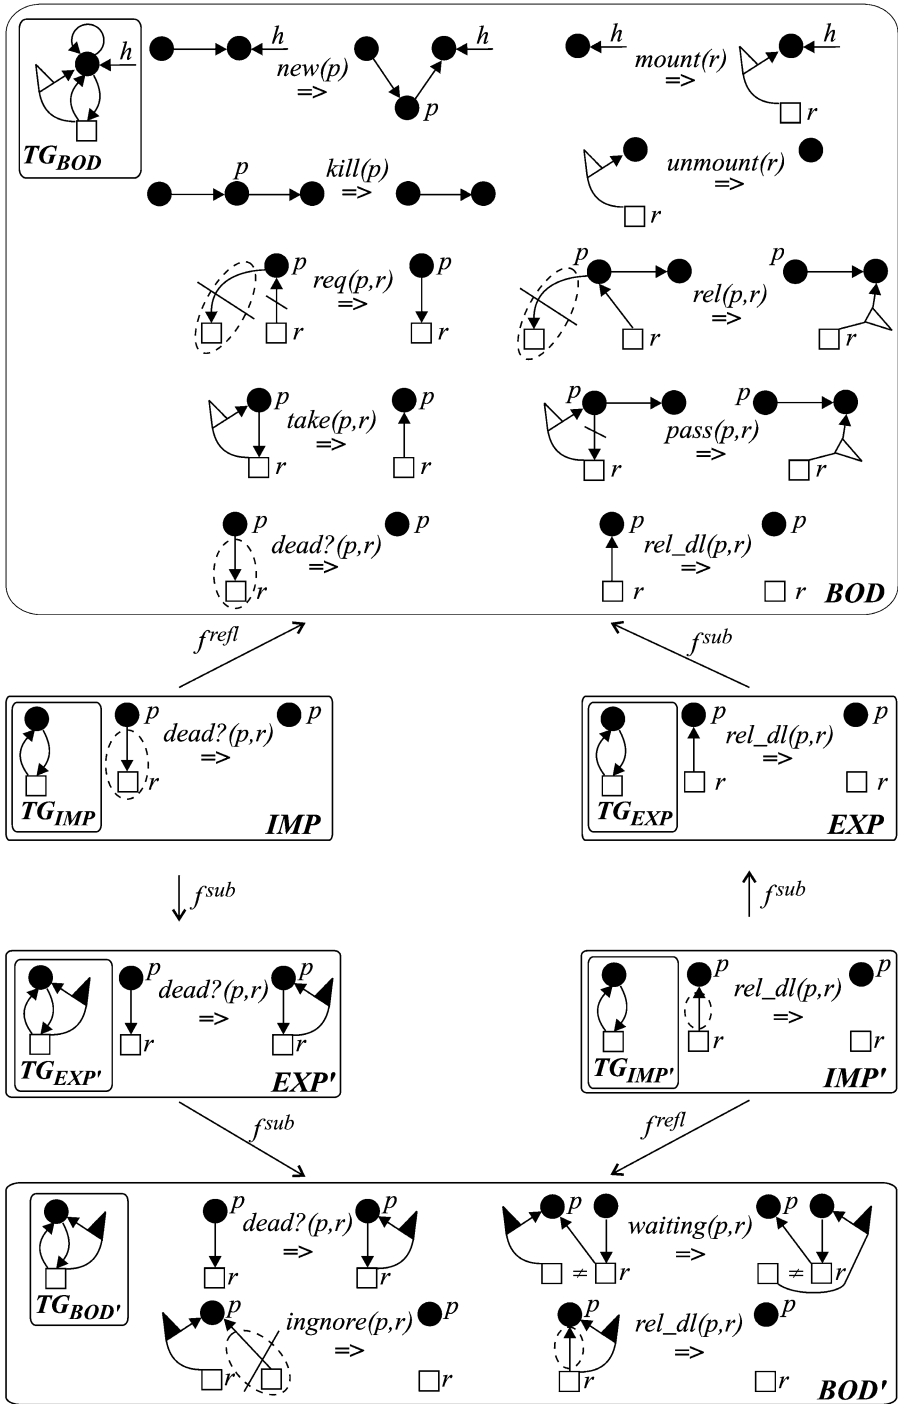 h h h h
new(p) mount(r)
=> =>
p r
TG_BOD
p kill(p) unmount(r)
=> =>
r
p req(p,r) p p p rel(p,r)
=> =>
r r r r
p take(p,r) p p p pass(p,r)
=> =>
r r r r
p dead?(p,r) p p rel_dl(p,r) p
=> =>
r r r BOD
f^refl f^sub
p dead?(p,r) p p rel_dl(p,r) p
=> =>
r r r
TG_IMP IMP TG_EXP EXP
f^sub f^sub
p dead?(p,r) p p rel_dl(p,r) p
=> =>
r r r r
TG_EXP' EXP' TG_IMP' IMP'
f^sub f^refl
p dead?(p,r) p p waiting(p,r) p
=> =>
r r ≠ r ≠ r
TG_BOD'
p ingnore(p,r) p p rel_dl(p,r) p
=> =>
r r r r
BOD'